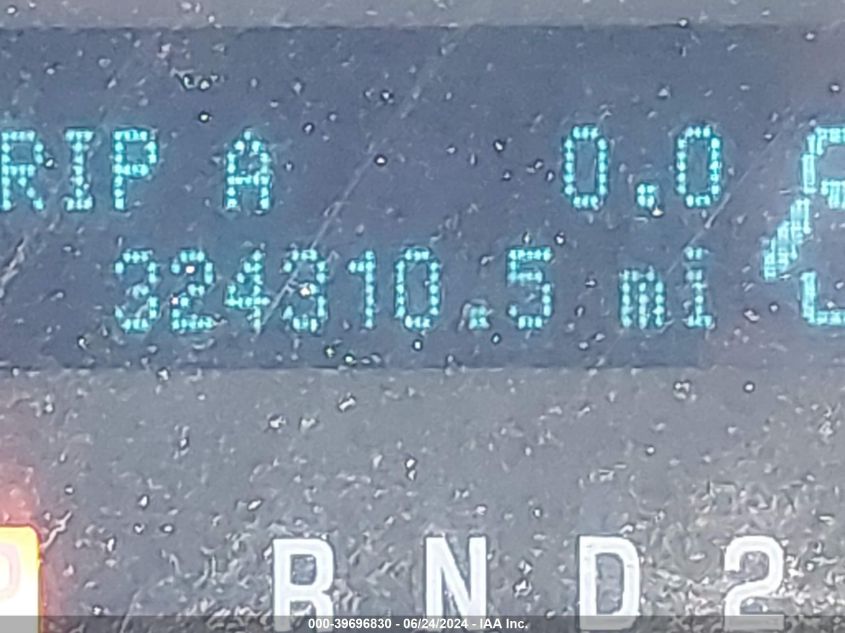 RIP A 0.0
324310.5 mi
P R N D 2
000-39696830 - 06/24/2024 - IAA Inc.